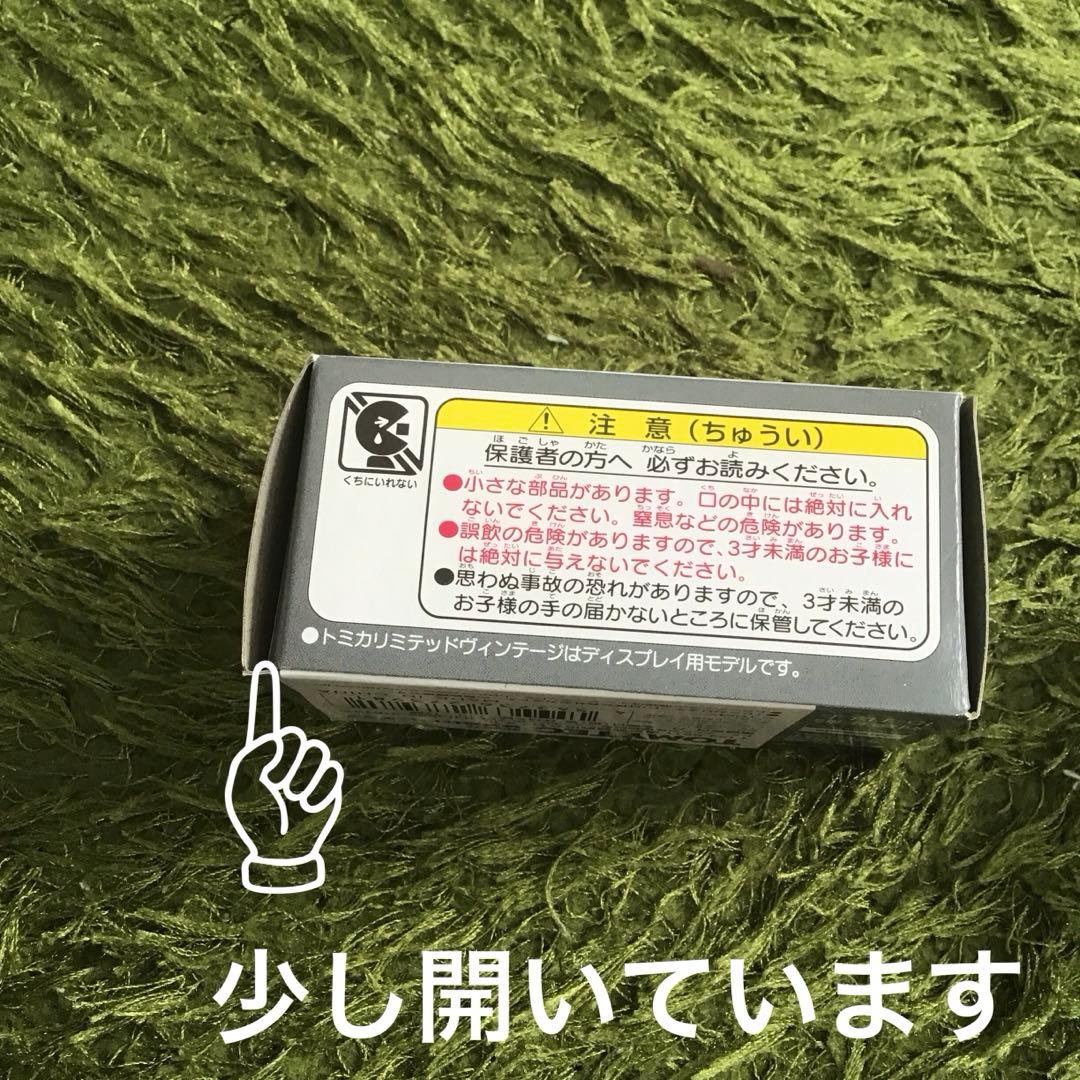 くちにいれない
注意(ちゅうい)
保護者の方へ 必ずお読みください。
●小さな部品があります。口の中には絶対に入れ
ないでください。窒息などの危険があります。
●誤飲の危険がありますので、3才未満のお子様に
は絶対に与えないでください。
●思わぬ事故の恐れがありますので、3才未満の
お子様の手の届かないところに保管してください。
●トミカリミテッドヴィンテージはディスプレイ用モデルです。
少し開いています